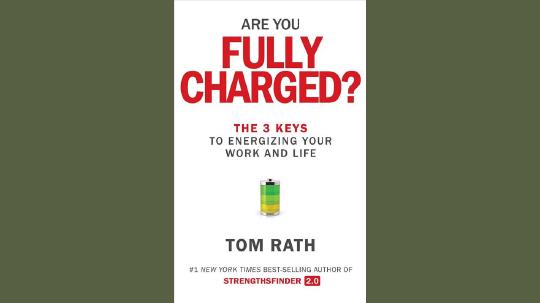 ARE YOU
FULLY
CHARGED?
THE 3 KEYS
TO ENERGIZING YOUR
WORK AND LIFE
TOM RATH
#1 NEW YORK TIMES BEST-SELLING AUTHOR OF
STRENGTHSFINDER 2.0